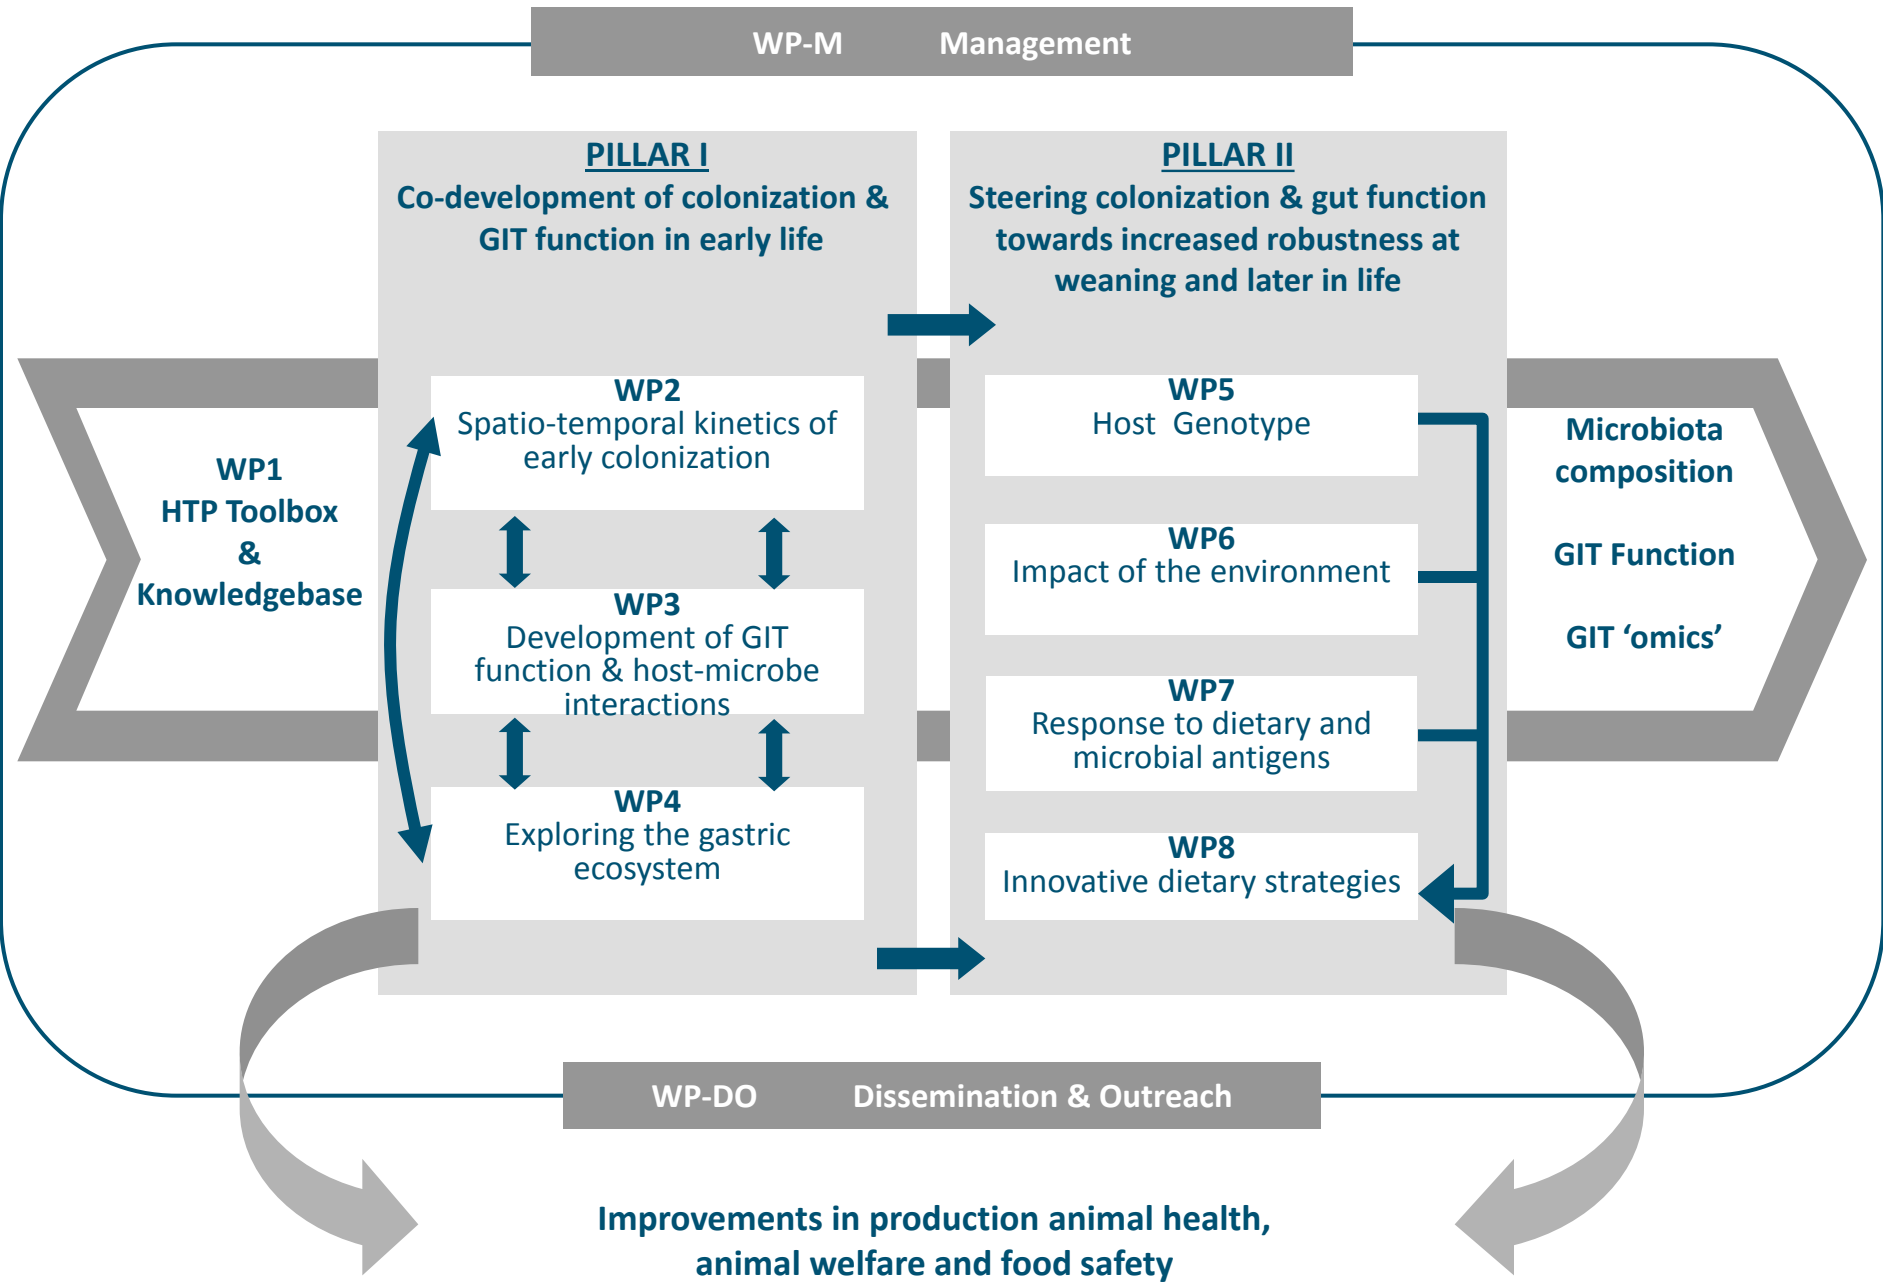 WP-M Management
PILLAR I
Co-development of colonization &
GIT function in early life
PILLAR II
Steering colonization & gut function
towards increased robustness at
weaning and later in life
WP1
HTP Toolbox
&
Knowledgebase
WP2
Spatio-temporal kinetics of
early colonization
WP3
Development of GIT
function & host-microbe
interactions
WP4
Exploring the gastric
ecosystem
WP5
Host Genotype
WP6
Impact of the environment
WP7
Response to dietary and
microbial antigens
WP8
Innovative dietary strategies
Microbiota
composition
GIT Function
GIT ‘omics’
WP-DO Dissemination & Outreach
Improvements in production animal health,
animal welfare and food safety